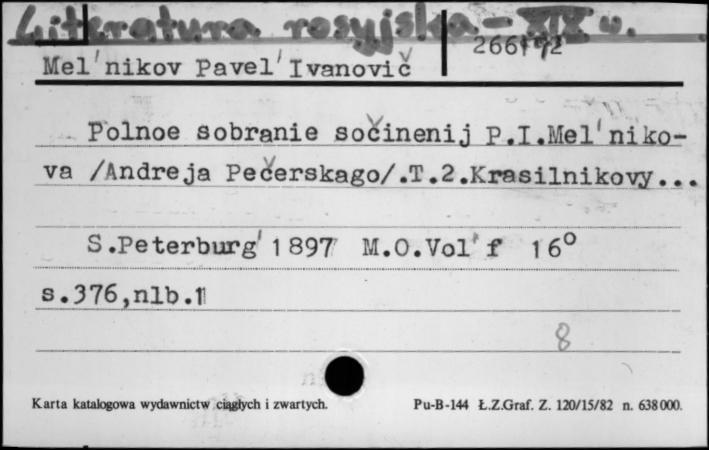 Literatura rosyjska – XIX w.
Mel'nikov Pavel' Ivanovič
Polnoe sobranie sočinenij P.I.Mel'niko-
va /Andreja Pečerskago/.T.2.Krasilnikovy...
S.Peterburg' 1897 M.O.Vol'f 16°
s.376,nlb.1
8
Karta katalogowa wydawnictw ciągłych i zwartych.
Pu-B-144 Ł.Z.Graf. Z. 120/15/82 n. 638 000.